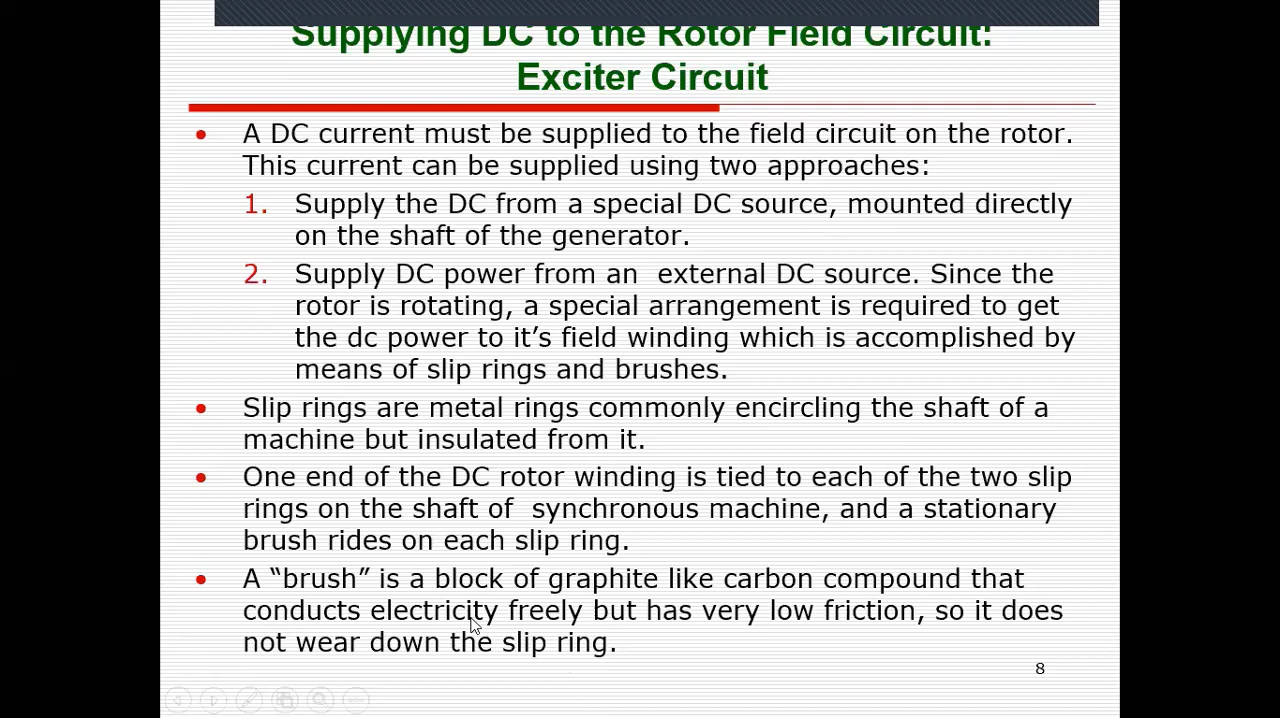 Supplying DC to the Rotor Field Circuit:
Exciter Circuit
• A DC current must be supplied to the field circuit on the rotor.
This current can be supplied using two approaches:
1. Supply the DC from a special DC source, mounted directly
on the shaft of the generator.
2. Supply DC power from an  external DC source. Since the
rotor is rotating, a special arrangement is required to get
the dc power to it’s field winding which is accomplished by
means of slip rings and brushes.
• Slip rings are metal rings commonly encircling the shaft of a
machine but insulated from it.
• One end of the DC rotor winding is tied to each of the two slip
rings on the shaft of  synchronous machine, and a stationary
brush rides on each slip ring.
• A “brush” is a block of graphite like carbon compound that
conducts electricity freely but has very low friction, so it does
not wear down the slip ring.
8